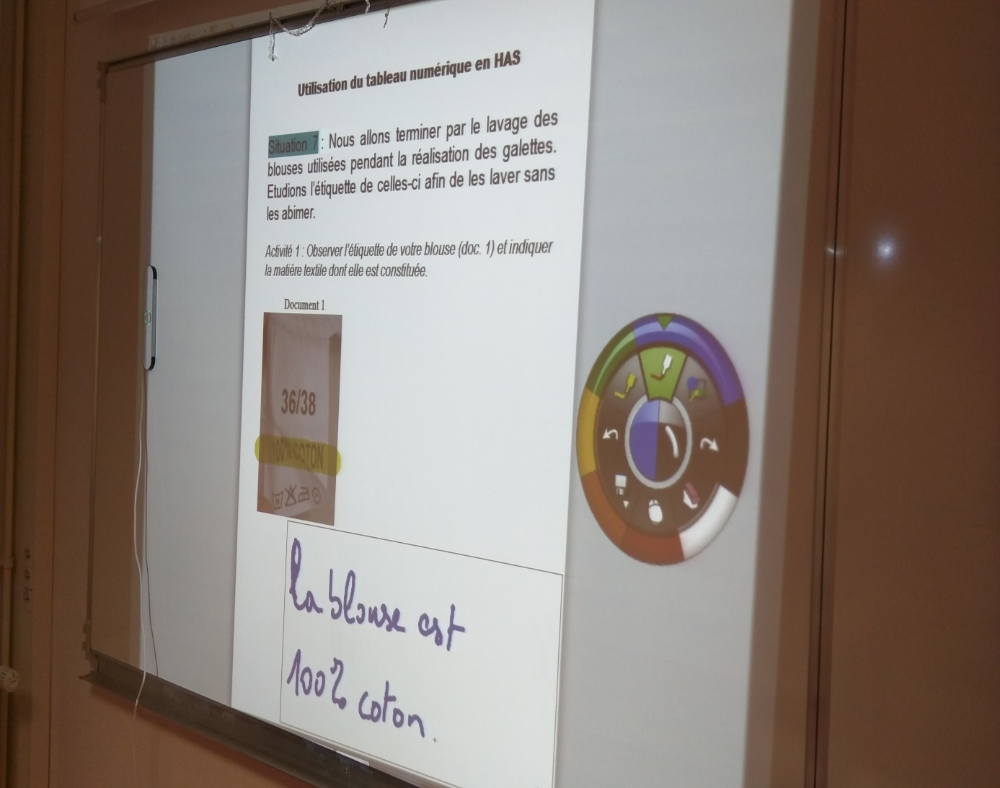 Utilisation du tableau numérique en HAS
Situation 7 : Nous allons terminer par le lavage des
blouses utilisées pendant la réalisation des galettes.
Etudions l'étiquette de celles-ci afin de les laver sans
les abimer.
Activité 1 : Observer l'étiquette de votre blouse (doc. 1) et indiquer
la matière textile dont elle est constituée.
Document 1
36/38
100% COTON
la blouse est
100% coton.